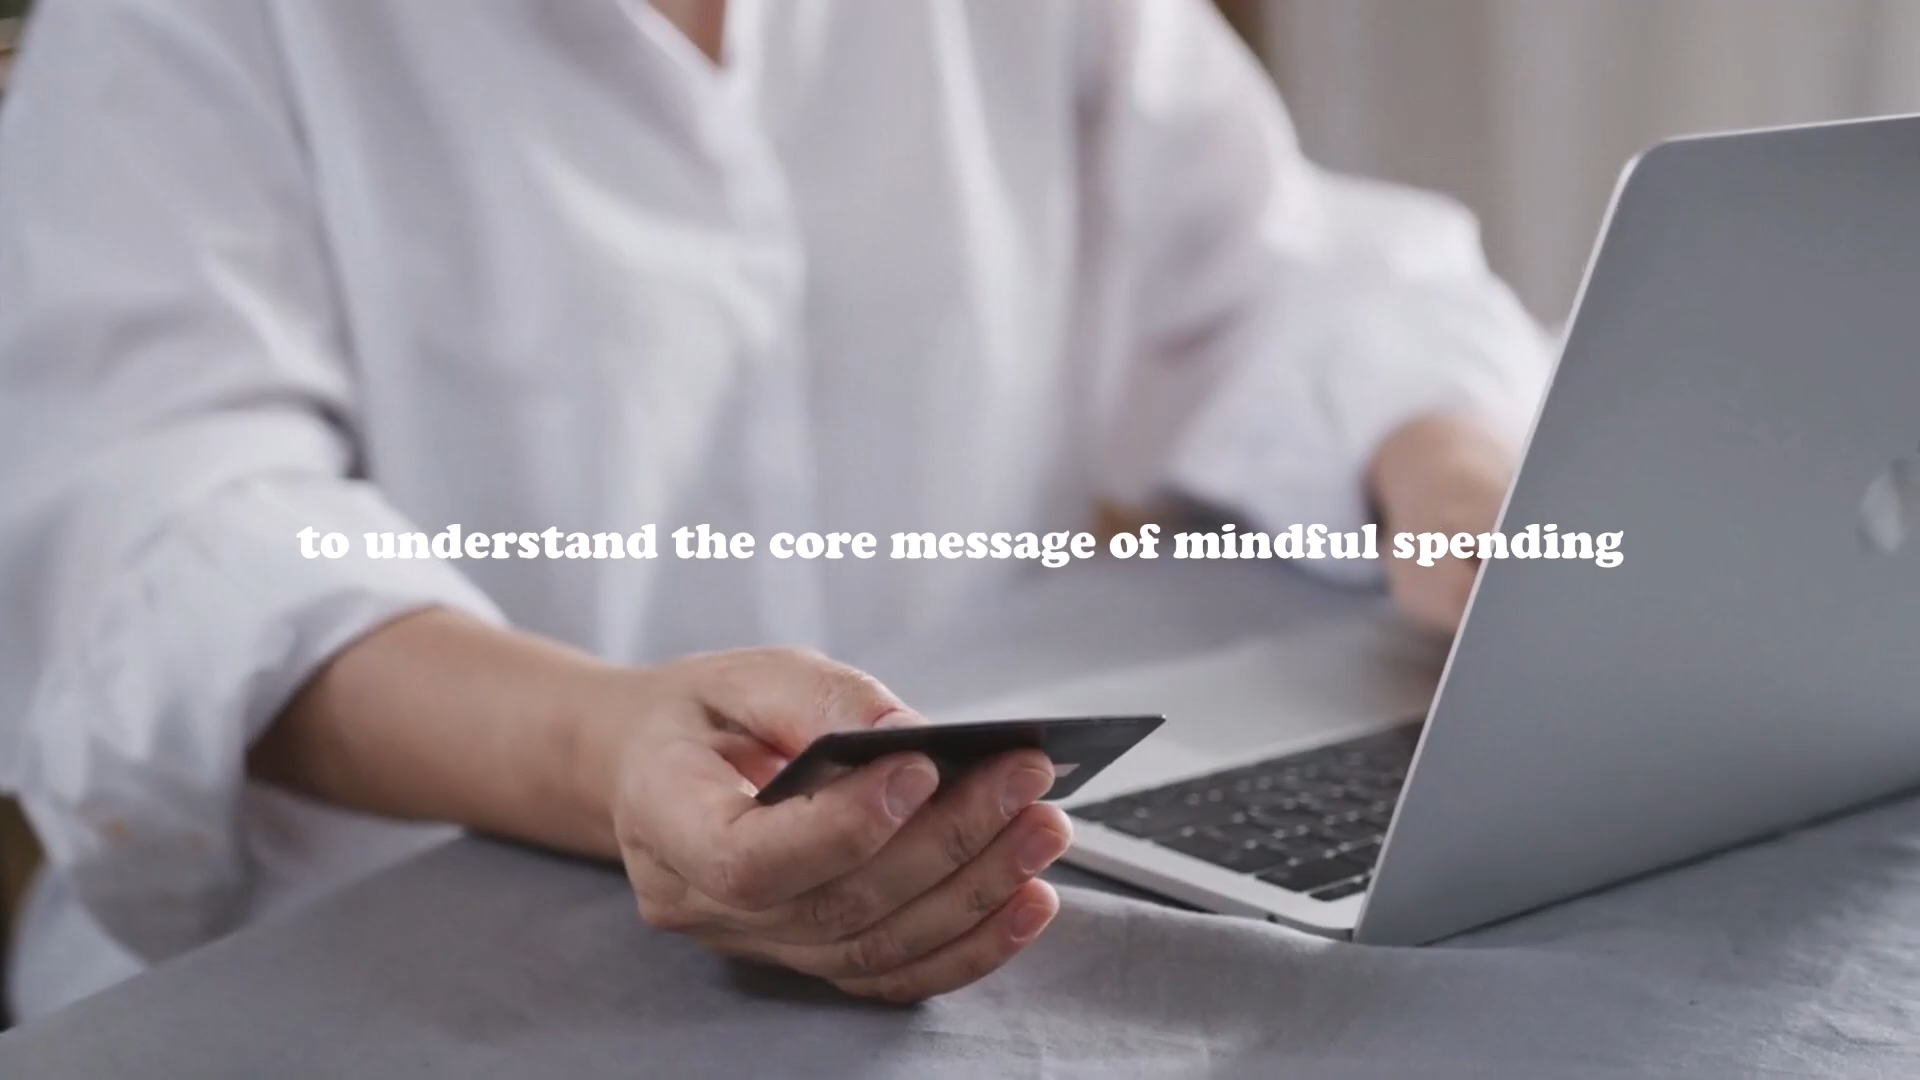 to understand the core message of mindful spending